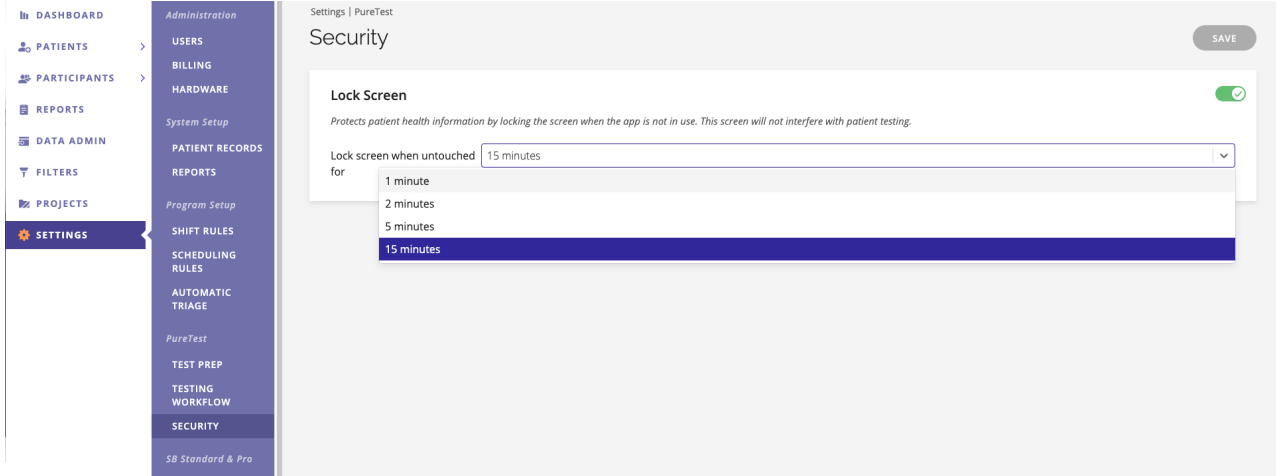 DASHBOARD
PATIENTS
PARTICIPANTS
REPORTS
DATA ADMIN
FILTERS
PROJECTS
SETTINGS
Administration
USERS
BILLING
HARDWARE
System Setup
PATIENT RECORDS
REPORTS
Program Setup
SHIFT RULES
SCHEDULING
RULES
AUTOMATIC
TRIAGE
PureTest
TEST PREP
TESTING
WORKFLOW
SECURITY
SB Standard & Pro
Settings | PureTest
Security
SAVE
Lock Screen
Protects patient health information by locking the screen when the app is not in use. This screen will not interfere with patient testing.
Lock screen when untouched
for
15 minutes
1 minute
2 minutes
5 minutes
15 minutes